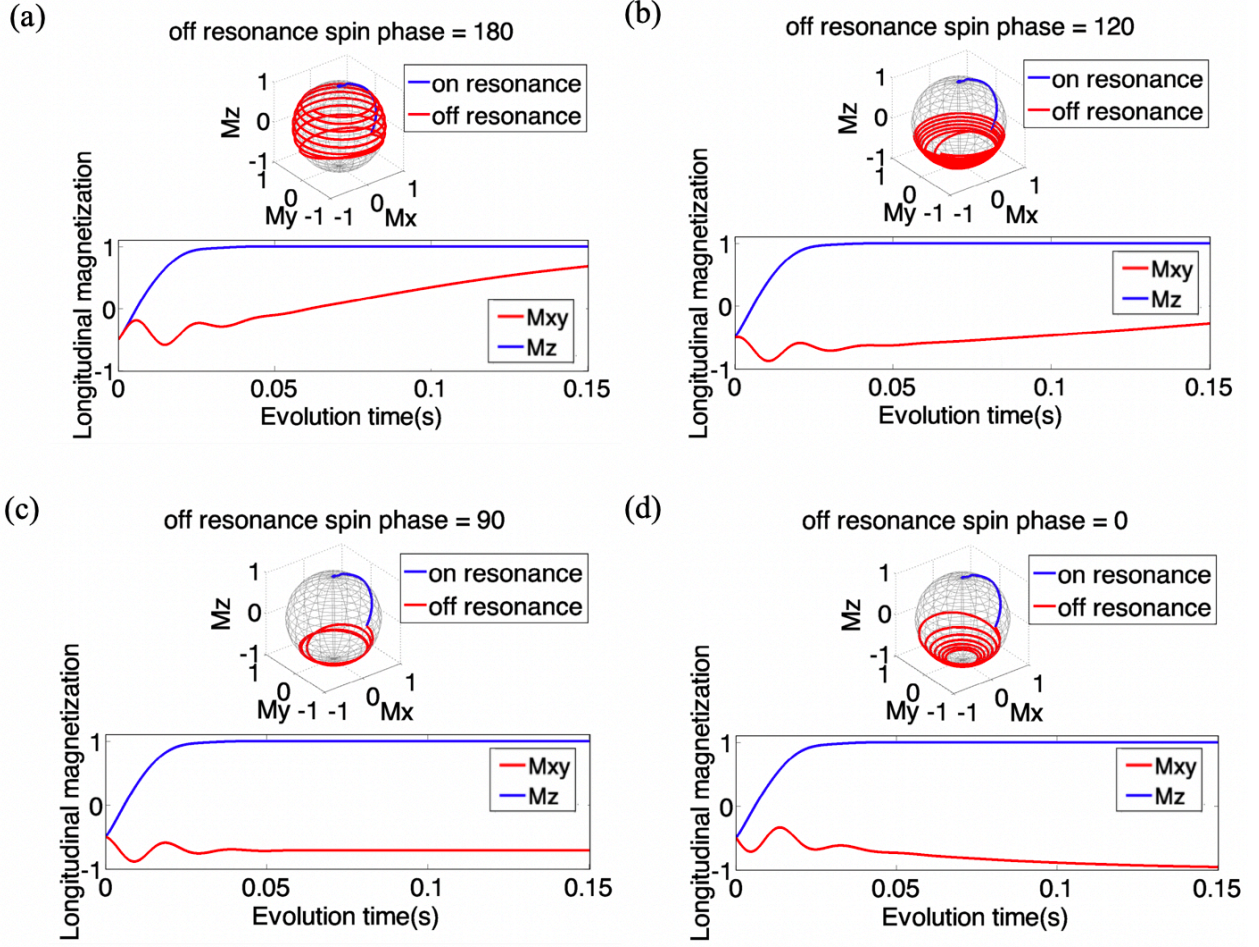 (a)
off resonance spin phase = 180
on resonance
off resonance
Mz
1
0
-1
1
0
My -1 -1
0
Mx
1
Longitudinal magnetization
1
0
-1
Mxy
Mz
0
0.05
0.1
0.15
Evolution time(s)
(b)
off resonance spin phase = 120
on resonance
off resonance
Mz
1
0
-1
1
0
My -1 -1
0
Mx
1
Longitudinal magnetization
1
0
-1
Mxy
Mz
0
0.05
0.1
0.15
Evolution time(s)
(c)
off resonance spin phase = 90
on resonance
off resonance
Mz
1
0
-1
1
0
My -1 -1
0
Mx
1
Longitudinal magnetization
1
0
-1
Mxy
Mz
0
0.05
0.1
0.15
Evolution time(s)
(d)
off resonance spin phase = 0
on resonance
off resonance
Mz
1
0
-1
1
0
My -1 -1
0
Mx
1
Longitudinal magnetization
1
0
-1
Mxy
Mz
0
0.05
0.1
0.15
Evolution time(s)